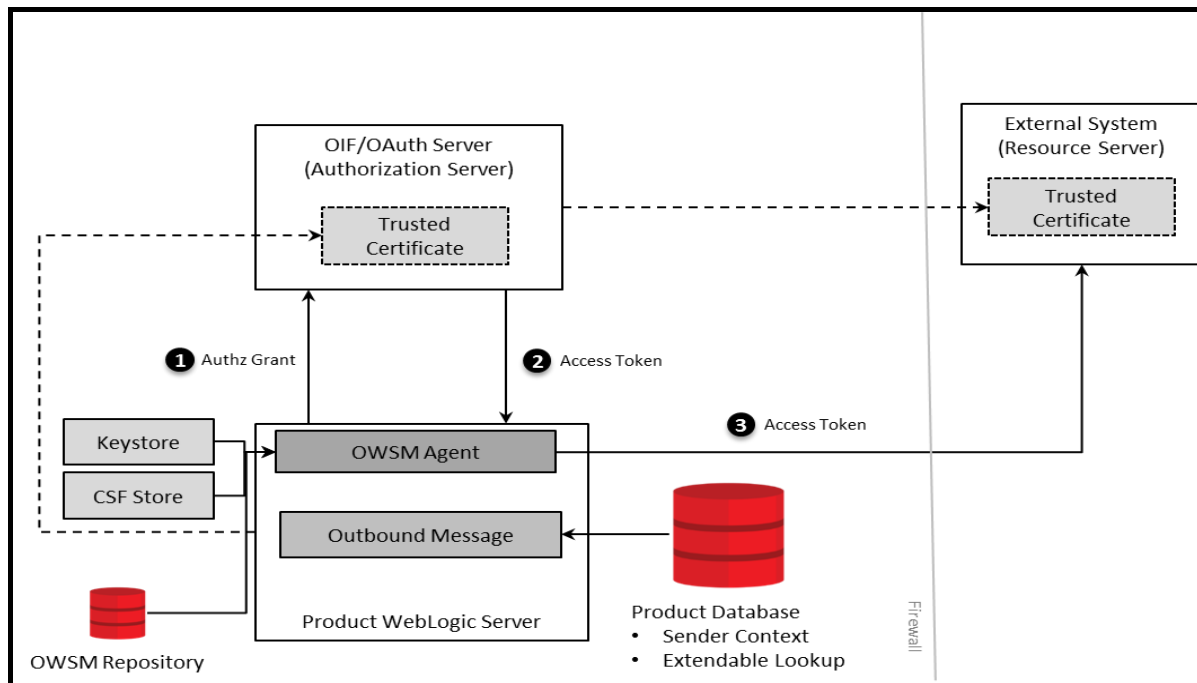 OIF/OAuth Server
(Authorization Server)
Trusted
Certificate
External System
(Resource Server)
Trusted
Certificate
1 Authz Grant
2 Access Token
3 Access Token
Keystore
CSF Store
OWSM Agent
Outbound Message
Product WebLogic Server
OWSM Repository
Product Database
• Sender Context
• Extendable Lookup
Firewall